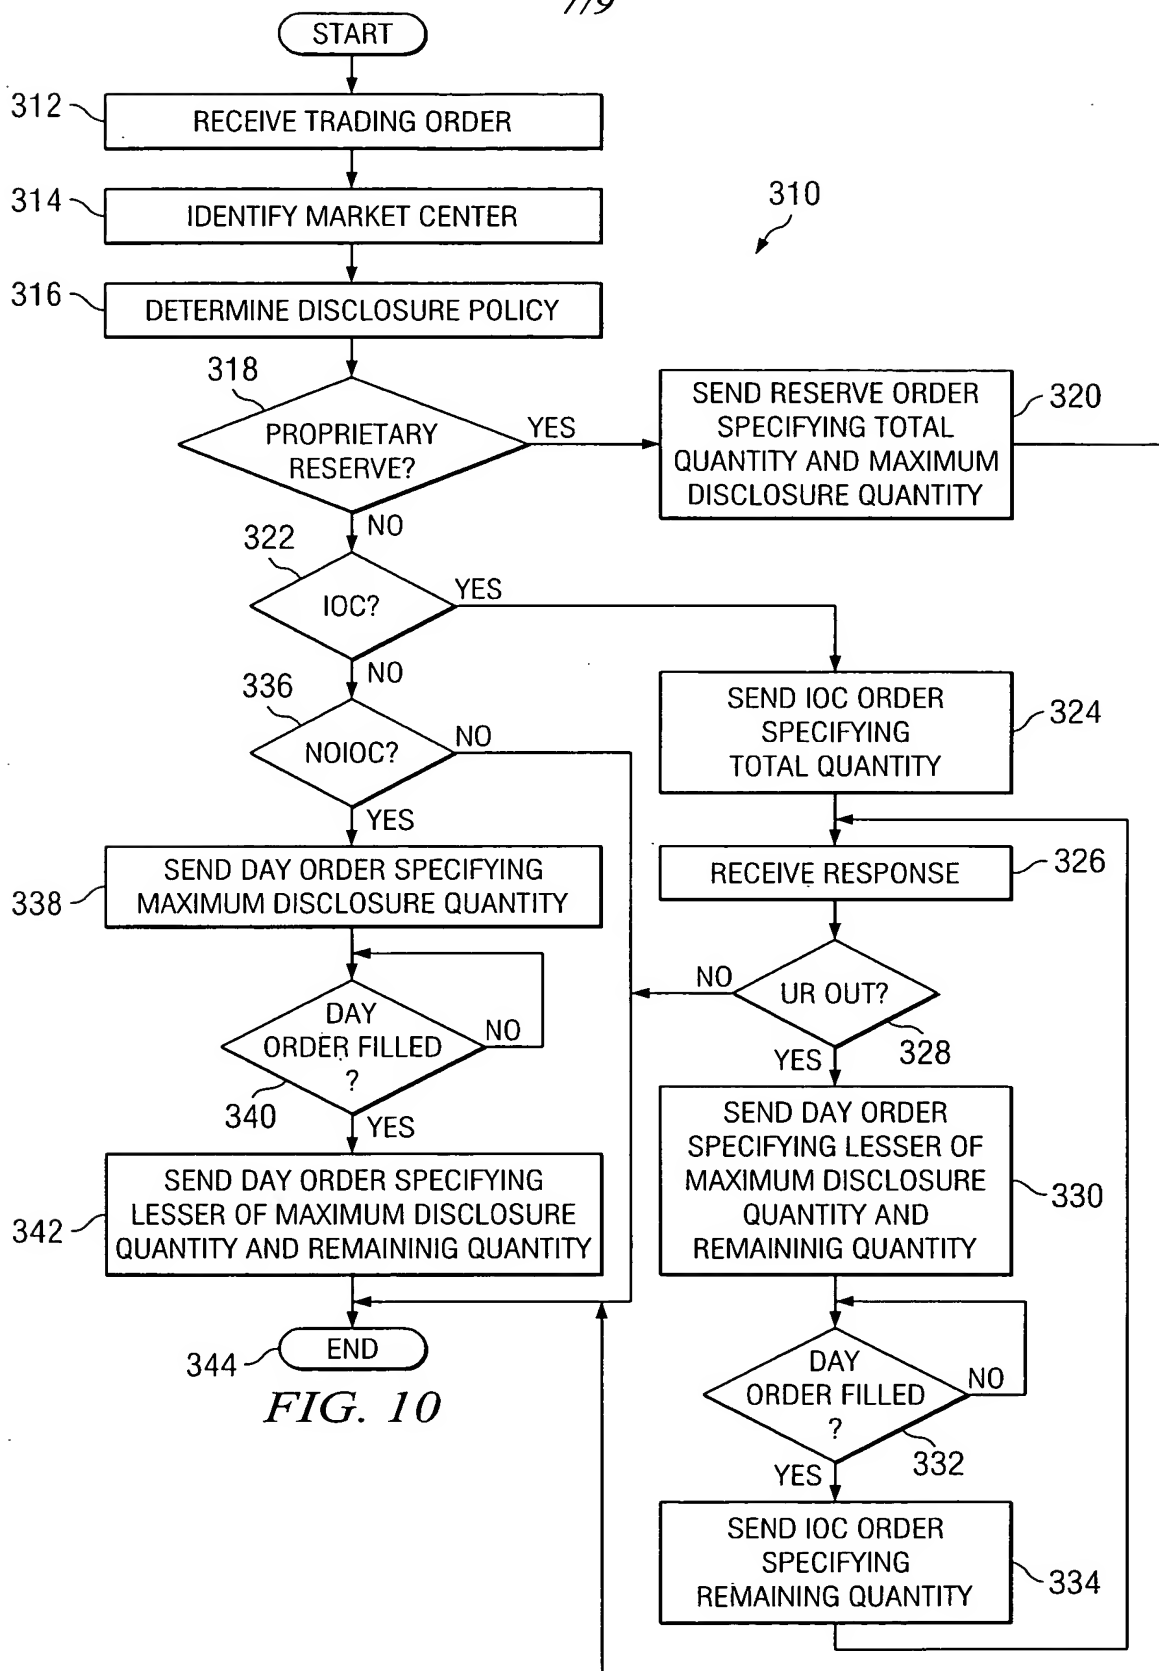 7/9
START
312
RECEIVE TRADING ORDER
314
IDENTIFY MARKET CENTER
310
316
DETERMINE DISCLOSURE POLICY
318
PROPRIETARY
RESERVE?
YES
NO
SEND RESERVE ORDER
SPECIFYING TOTAL
QUANTITY AND MAXIMUM
DISCLOSURE QUANTITY
320
322
IOC?
YES
NO
336
NOIOC?
NO
YES
SEND IOC ORDER
SPECIFYING
TOTAL QUANTITY
324
338
SEND DAY ORDER SPECIFYING
MAXIMUM DISCLOSURE QUANTITY
RECEIVE RESPONSE
326
DAY
ORDER FILLED
?
NO
340
YES
UR OUT?
NO
328
YES
342
SEND DAY ORDER SPECIFYING
LESSER OF MAXIMUM DISCLOSURE
QUANTITY AND REMAININIG QUANTITY
SEND DAY ORDER
SPECIFYING LESSER OF
MAXIMUM DISCLOSURE
QUANTITY AND
REMAININIG QUANTITY
330
344
END
FIG. 10
DAY
ORDER FILLED
?
NO
332
YES
SEND IOC ORDER
SPECIFYING
REMAINING QUANTITY
334